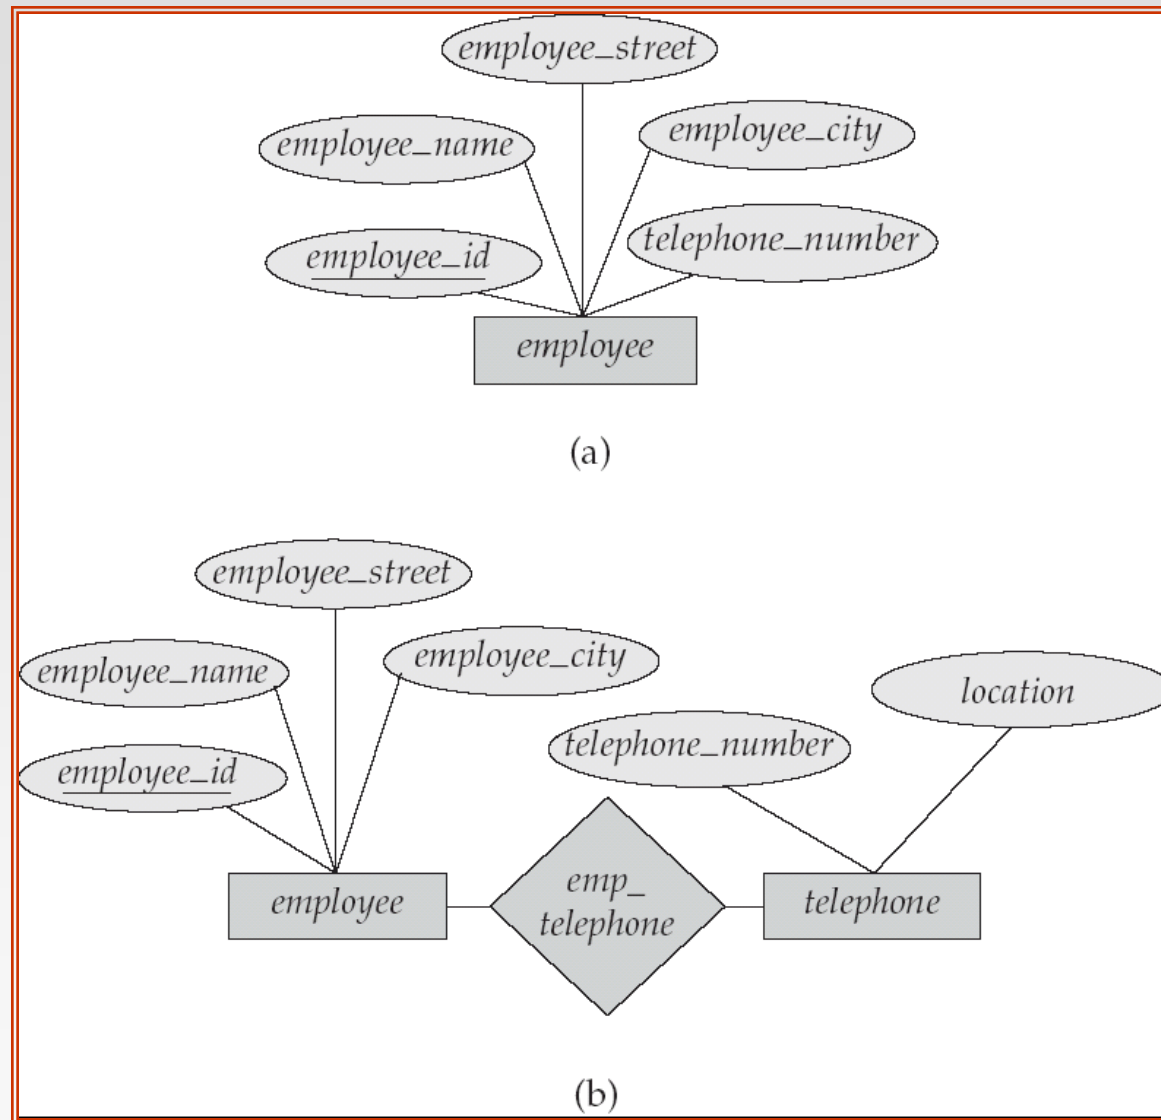 employee_street
employee_name
employee_city
employee_id
telephone_number
employee
(a)
employee_street
employee_name
employee_city
location
employee_id
telephone_number
employee
emp_
telephone
telephone
(b)